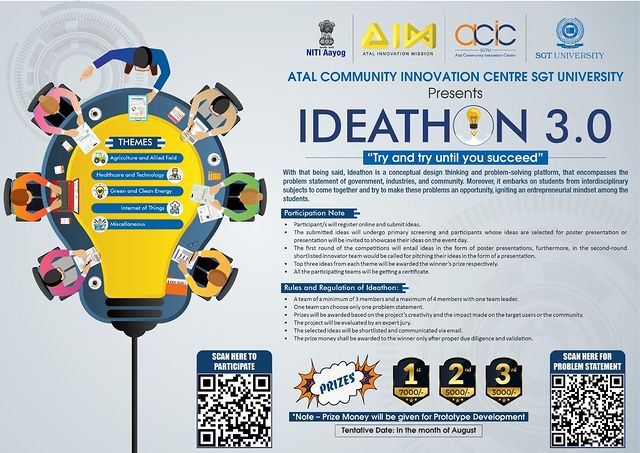 NITI Aayog
AIM
ATAL INNOVATION MISSION
acic
SGTU
Atal Community Innovation Center
SGT UNIVERSITY
ATAL COMMUNITY INNOVATION CENTRE SGT UNIVERSITY
Presents
IDEATHON 3.0
"Try and try until you succeed"
With that being said, Ideathon is a conceptual design thinking and problem-solving platform, that encompasses the
problem statement of government, industries, and community. Moreover, it embarks on students from interdisciplinary
subjects to come together and try to make these problems an opportunity, igniting an entrepreneurial mindset among the
students.
THEMES
Agriculture and Allied Field
Healthcare and Technology
Green and Clean Energy
Internet of Things
Miscellaneous
Participation Note
• Participant/s will register online and submit ideas.
• The submitted ideas will undergo primary screening and participants whose ideas are selected for poster presentation or
presentation will be invited to showcase their ideas on the event day.
• The first round of the competitions will entail ideas in the form of poster presentations, furthermore, in the second-round
shortlisted innovator team would be called for pitching their ideas in the form of a presentation.
• Top three ideas from each theme will be awarded the winner's prize respectively.
• All the participating teams will be getting a certificate.
Rules and Regulation of Ideathon:
• A team of a minimum of 3 members and a maximum of 4 members with one team leader.
• One team can choose only one problem statement.
• Prizes will be awarded based on the project's creativity and the impact made on the target users or the community.
• The project will be evaluated by an expert jury.
• The selected ideas will be shortlisted and communicated via email.
• The prize money shall be awarded to the winner only after proper due diligence and validation.
SCAN HERE TO
PARTICIPATE
PRIZES
1st
7000/-
2nd
5000/-
3rd
3000/-
*Note – Prize Money will be given for Prototype Development
Tentative Date: In the month of August
SCAN HERE FOR
PROBLEM STATEMENT